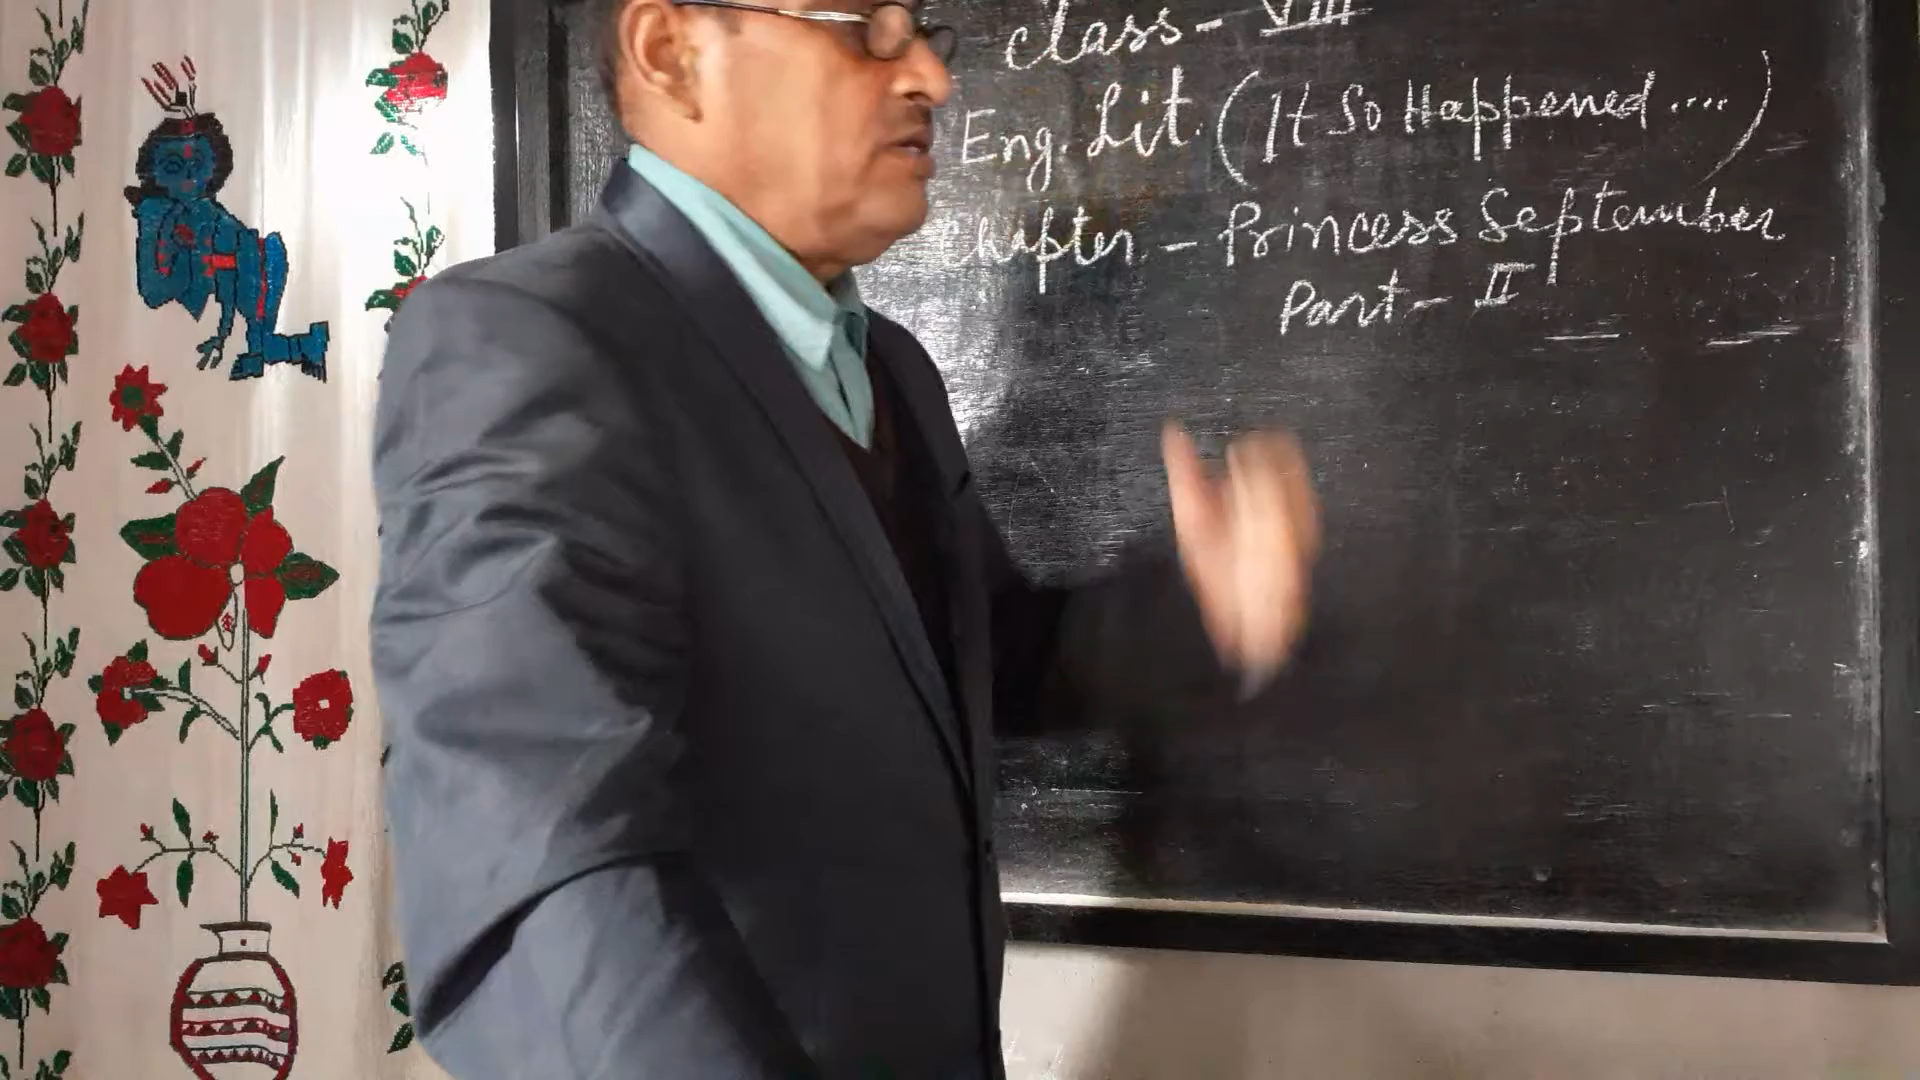 Class - VIII
Eng. Lit. (It So Happened ....)
Chapter - Princess September
Part - II